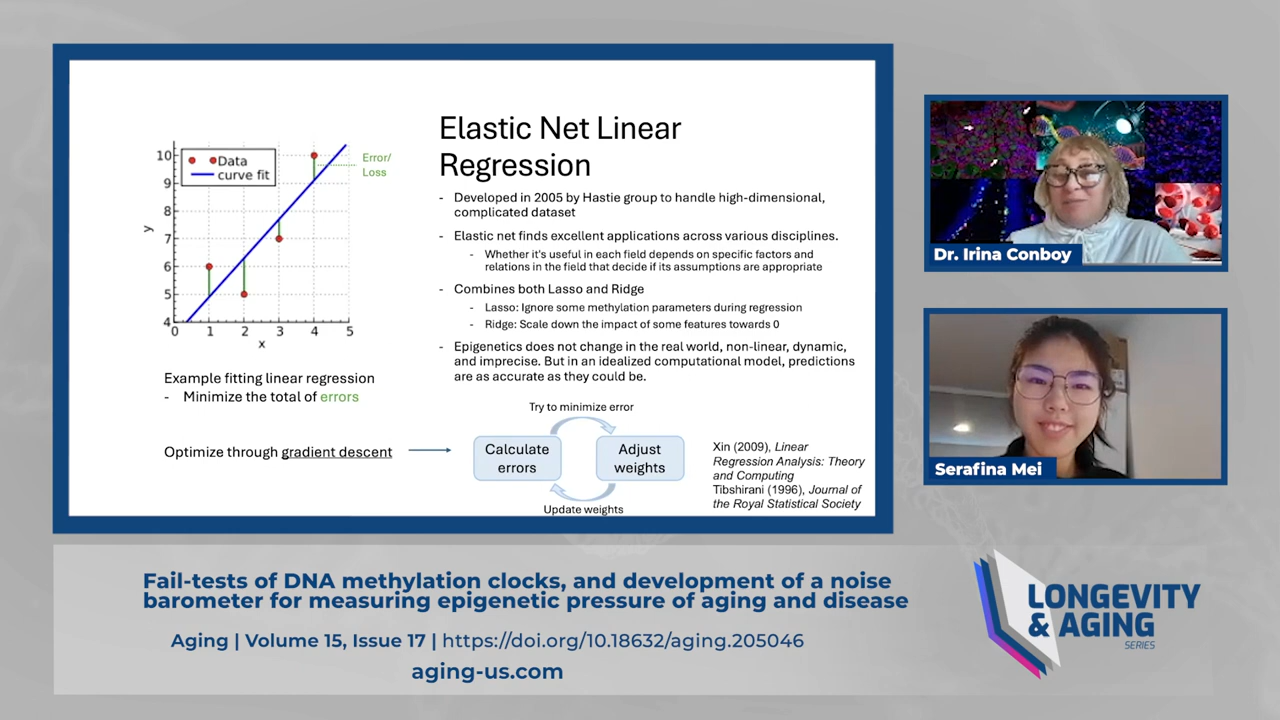 Elastic Net Linear
Regression
- Developed in 2005 by Hastie group to handle high-dimensional,
complicated dataset
- Elastic net finds excellent applications across various disciplines.
- Whether it's useful in each field depends on specific factors and
relations in the field that decide if its assumptions are appropriate
- Combines both Lasso and Ridge
- Lasso: Ignore some methylation parameters during regression
- Ridge: Scale down the impact of some features towards 0
- Epigenetics does not change in the real world, non-linear, dynamic,
and imprecise. But in an idealized computational model, predictions
are as accurate as they could be.
Data
curve fit
Error/
Loss
10
9
8
7
6
5
4
y
0 1 2 3 4 5
x
Example fitting linear regression
- Minimize the total of errors
Optimize through gradient descent
Try to minimize error
Calculate
errors
Adjust
weights
Update weights
Xin (2009), Linear
Regression Analysis: Theory
and Computing
Tibshirani (1996), Journal of
the Royal Statistical Society
Dr. Irina Conboy
Serafina Mei
Fail-tests of DNA methylation clocks, and development of a noise
barometer for measuring epigenetic pressure of aging and disease
Aging | Volume 15, Issue 17 | https://doi.org/10.18632/aging.205046
aging-us.com
LONGEVITY
& AGING
SERIES